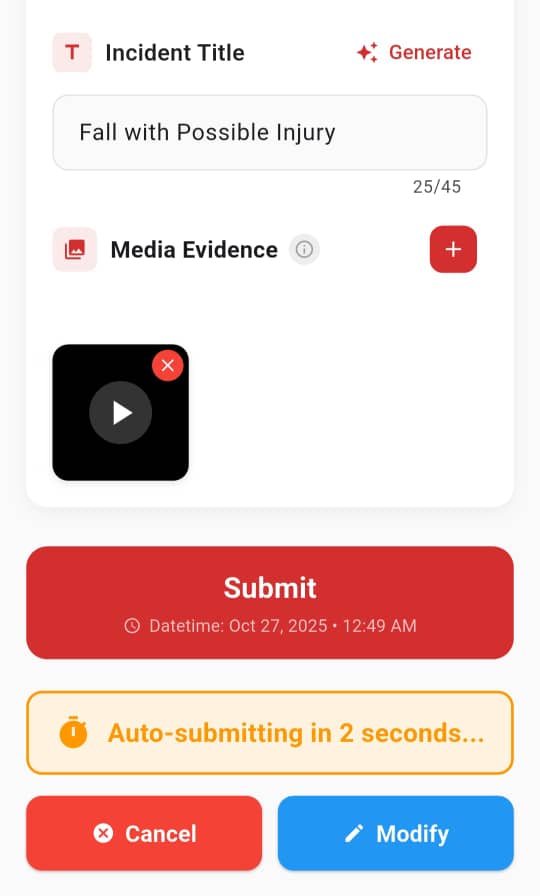 T Incident Title
Generate
Fall with Possible Injury
25/45
Media Evidence
Submit
Datetime: Oct 27, 2025 • 12:49 AM
Auto-submitting in 2 seconds...
Cancel
Modify